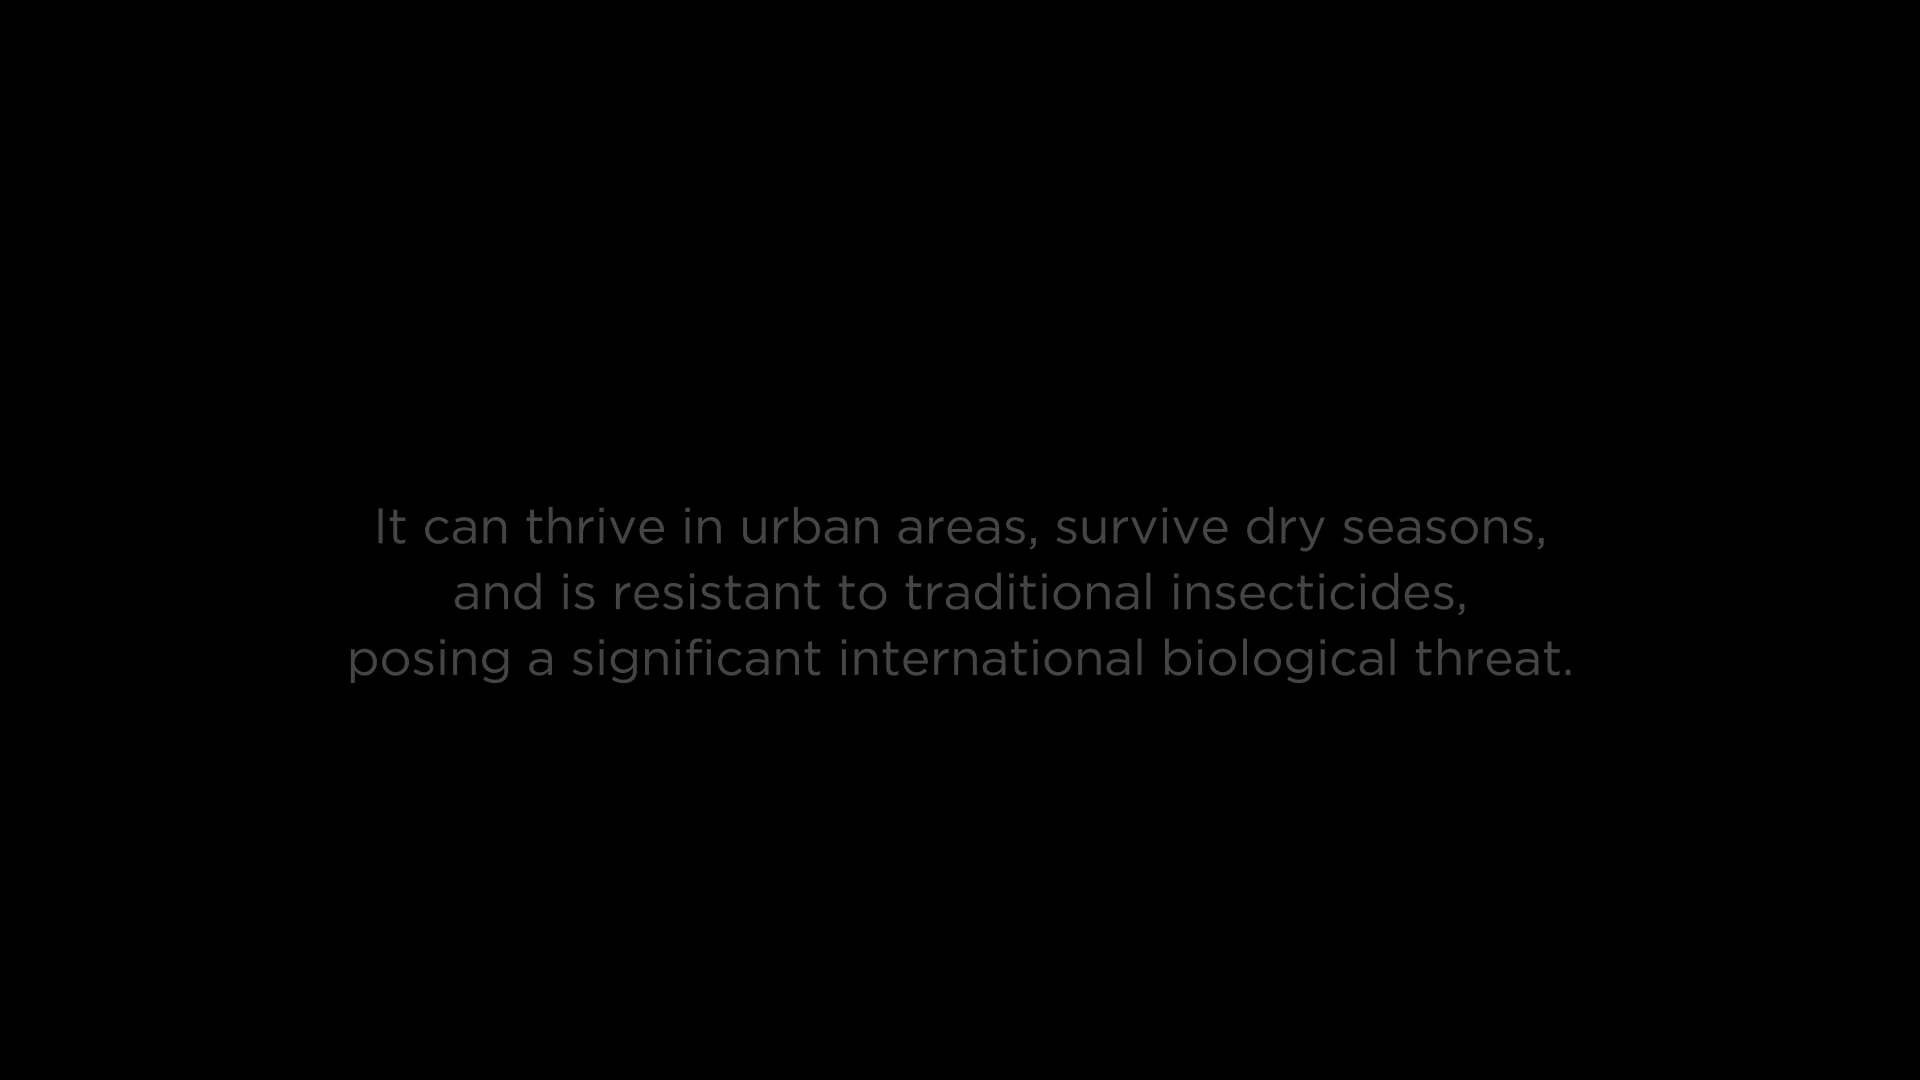 It can thrive in urban areas, survive dry seasons,
and is resistant to traditional insecticides,
posing a significant international biological threat.